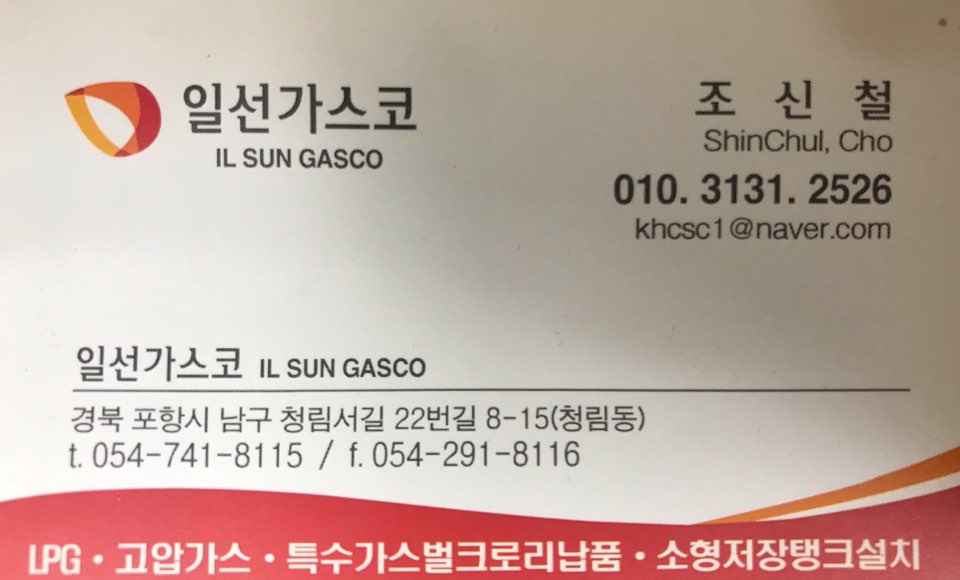 일선가스코
IL SUN GASCO
조 신 철
ShinChul, Cho
010. 3131. 2526
khcsc1@naver.com
일선가스코 IL SUN GASCO
경북 포항시 남구 청림서길 22번길 8-15(청림동)
t. 054-741-8115 / f. 054-291-8116
LPG · 고압가스 · 특수가스벌크로리납품 · 소형저장탱크설치